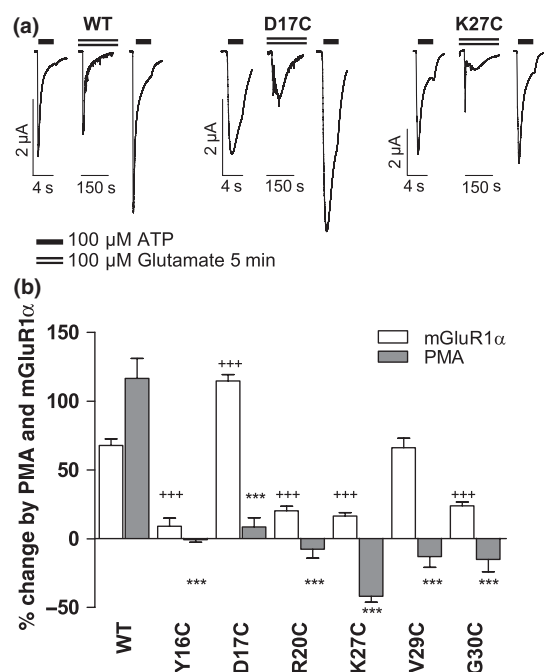 (a)
WT
D17C
K27C
2 µA
4 s
150 s
2 µA
4 s
150 s
2 µA
4 s
150 s
100 µM ATP
100 µM Glutamate 5 min
(b)
% change by PMA and mGluR1α
150
100
50
0
−50
mGluR1α
PMA
+++
***
+++
***
+++
***
+++
***
***
+++
***
WT
Y16C
D17C
R20C
K27C
V29C
G30C